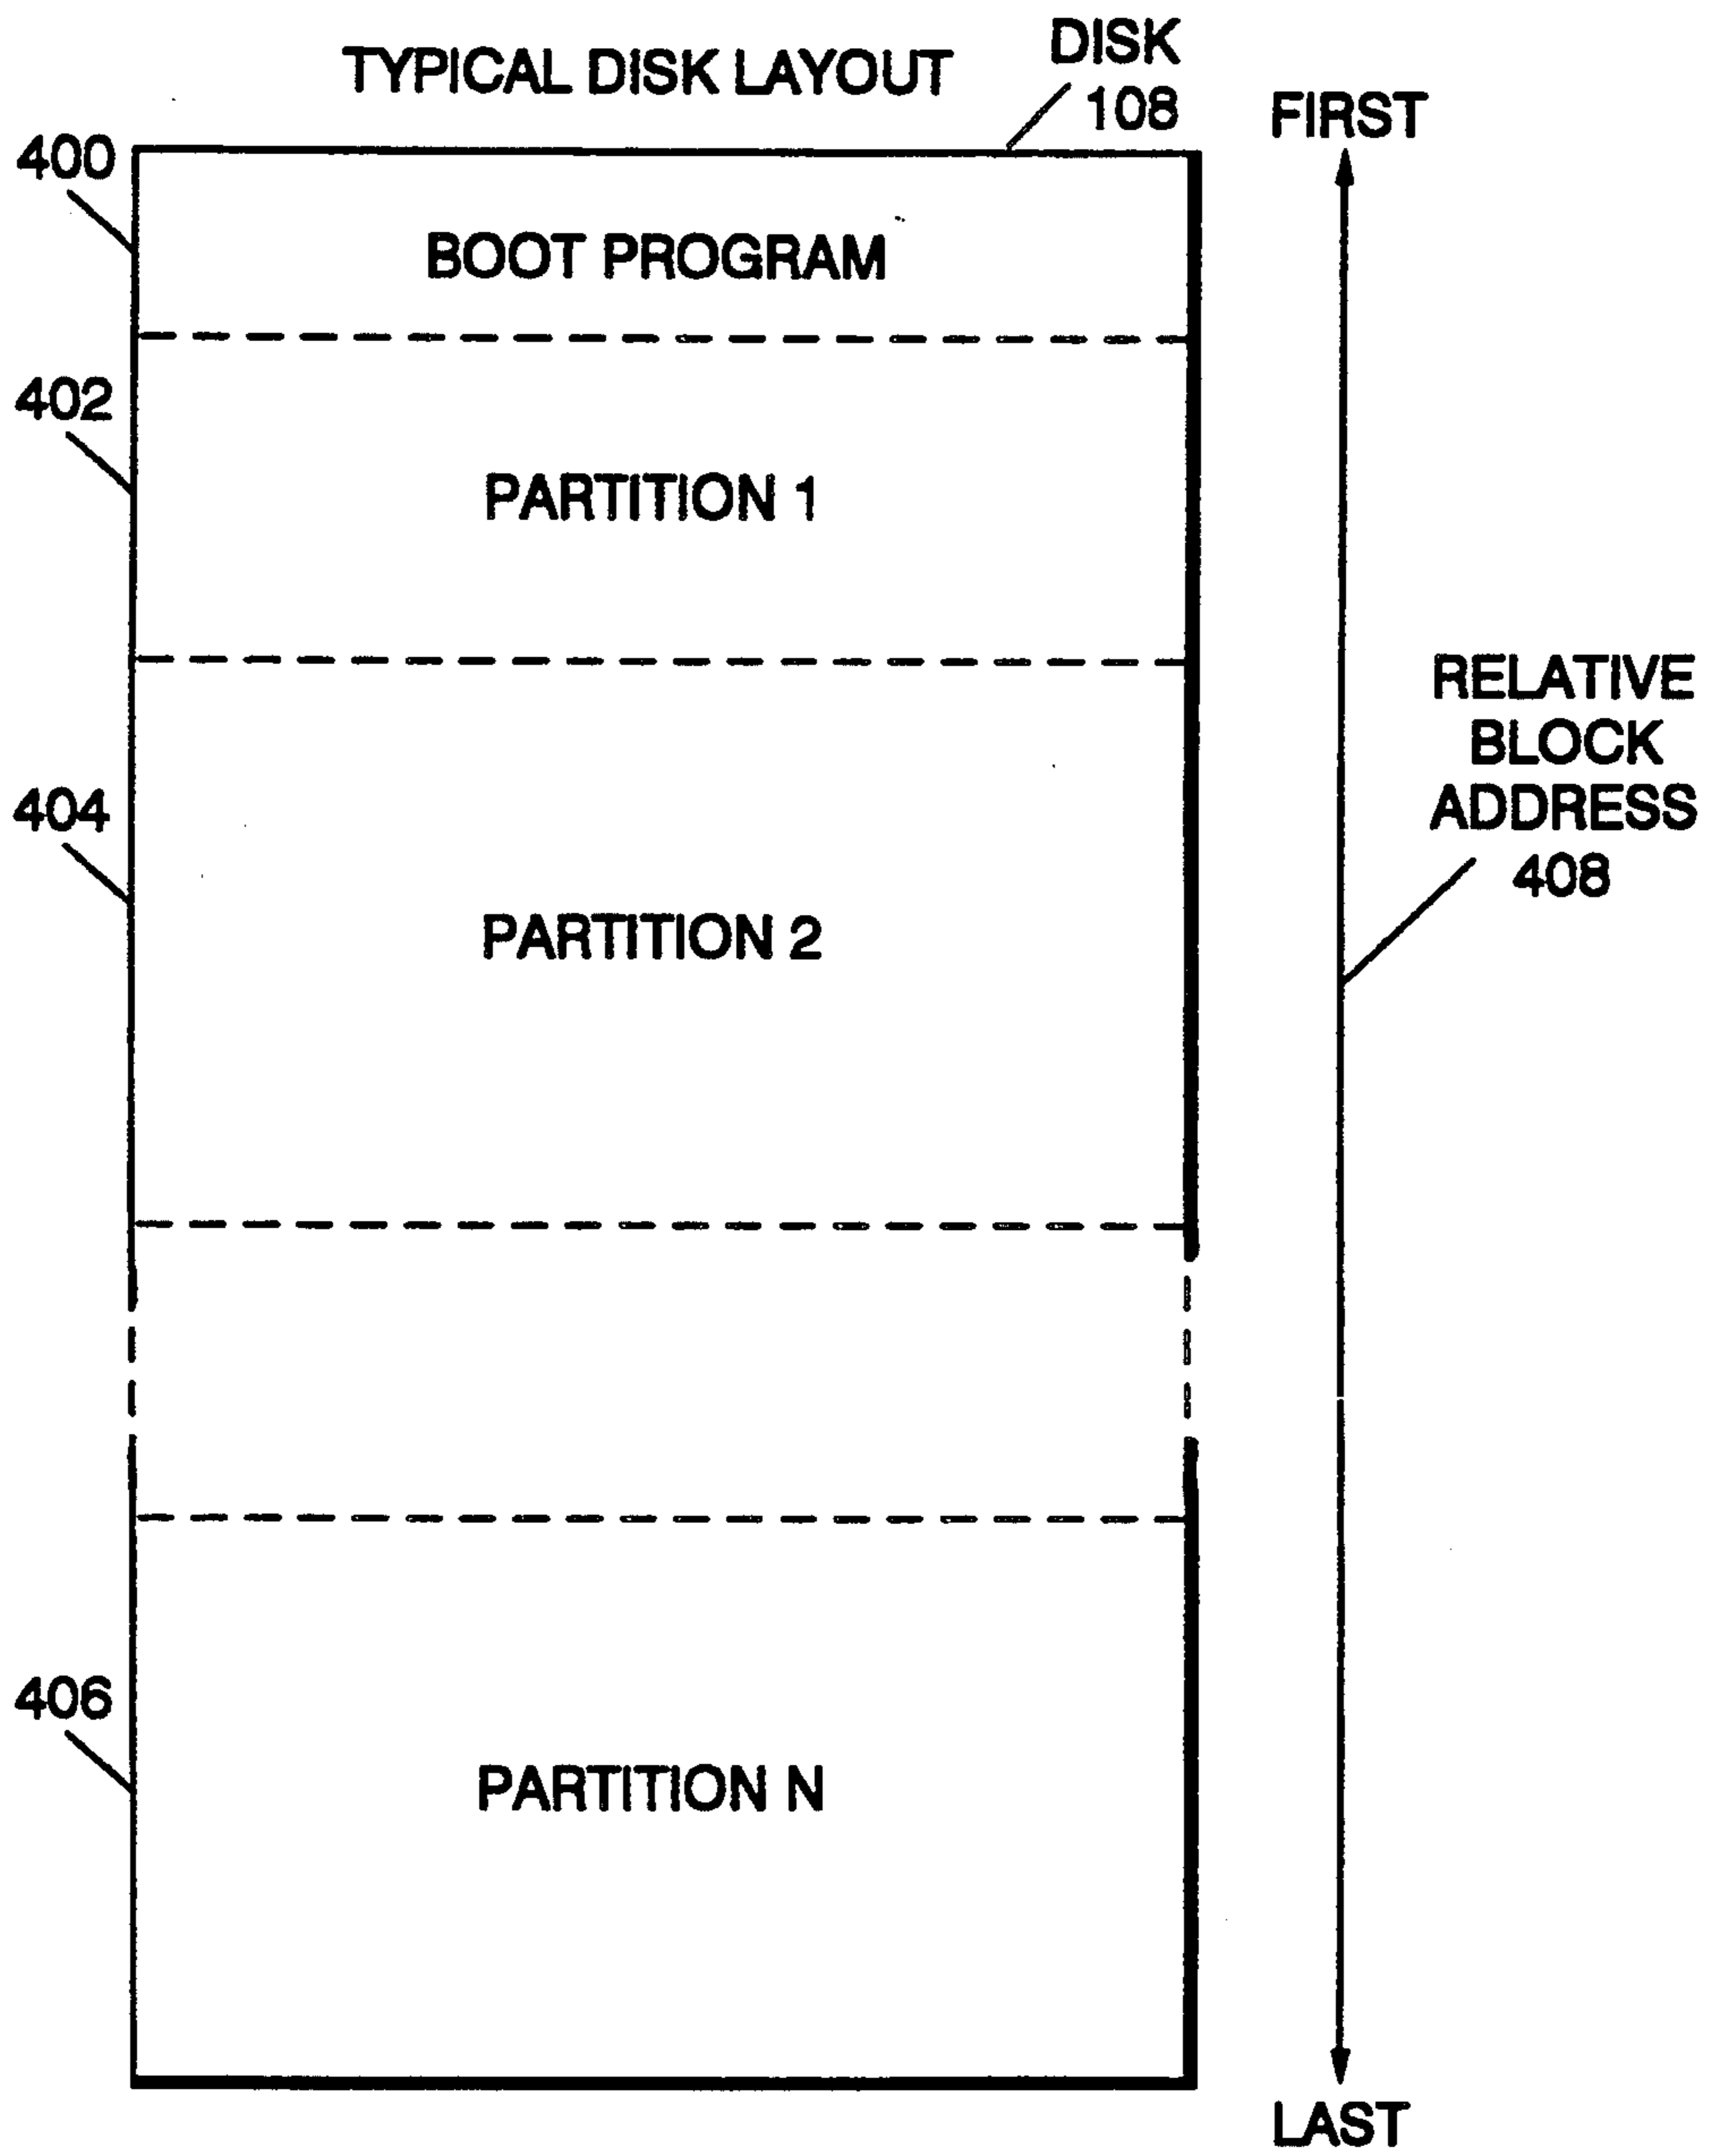 TYPICAL DISK LAYOUT
DISK
108
FIRST
400
BOOT PROGRAM
402
PARTITION 1
RELATIVE
BLOCK
ADDRESS
408
404
PARTITION 2
406
PARTITION N
LAST